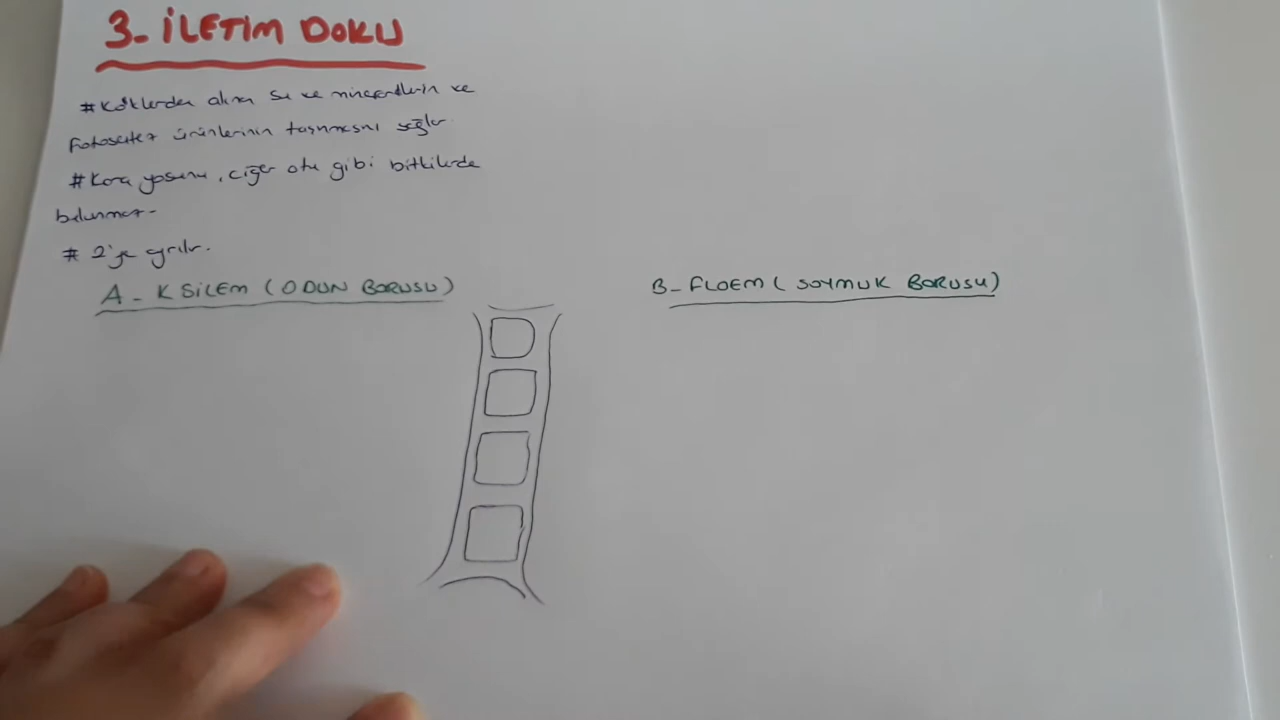 3- İLETİM DOKU
# Köklerden alınan su ve minerallerin ve
fotosentez ürünlerinin taşınmasını sağlar.
# Kara yosunu, ciğer otu gibi bitkilerde
bulunmaz.
# 2'ye ayrılır.
A - KSİLEM (ODUN BORUSU)
B - FLOEM (SOYMUK BORUSU)